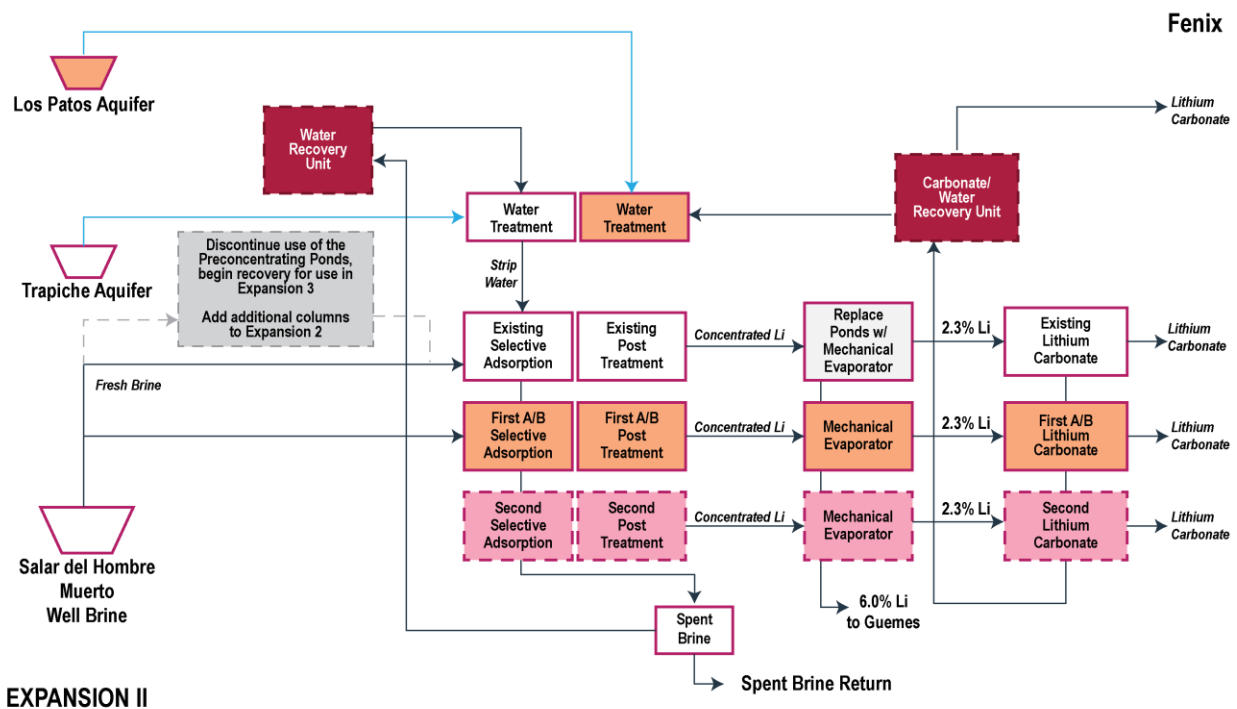 Fenix
Los Patos Aquifer
Water
Recovery
Unit
Lithium
Carbonate
Carbonate/
Water
Recovery Unit
Water
Treatment
Water
Treatment
Trapiche Aquifer
Discontinue use of the
Preconcentrating Ponds,
begin recovery for use in
Expansion 3
Add additional columns
to Expansion 2
Strip
Water
Fresh Brine
Existing
Selective
Adsorption
Existing
Post
Treatment
Concentrated Li
Replace
Ponds w/
Mechanical
Evaporator
2.3% Li
Existing
Lithium
Carbonate
Lithium
Carbonate
First A/B
Selective
Adsorption
First A/B
Post
Treatment
Concentrated Li
Mechanical
Evaporator
2.3% Li
First A/B
Lithium
Carbonate
Lithium
Carbonate
Second
Selective
Adsorption
Second
Post
Treatment
Concentrated Li
Mechanical
Evaporator
2.3% Li
Second
Lithium
Carbonate
Lithium
Carbonate
Salar del Hombre
Muerto
Well Brine
6.0% Li
to Guemes
Spent
Brine
Spent Brine Return
EXPANSION II